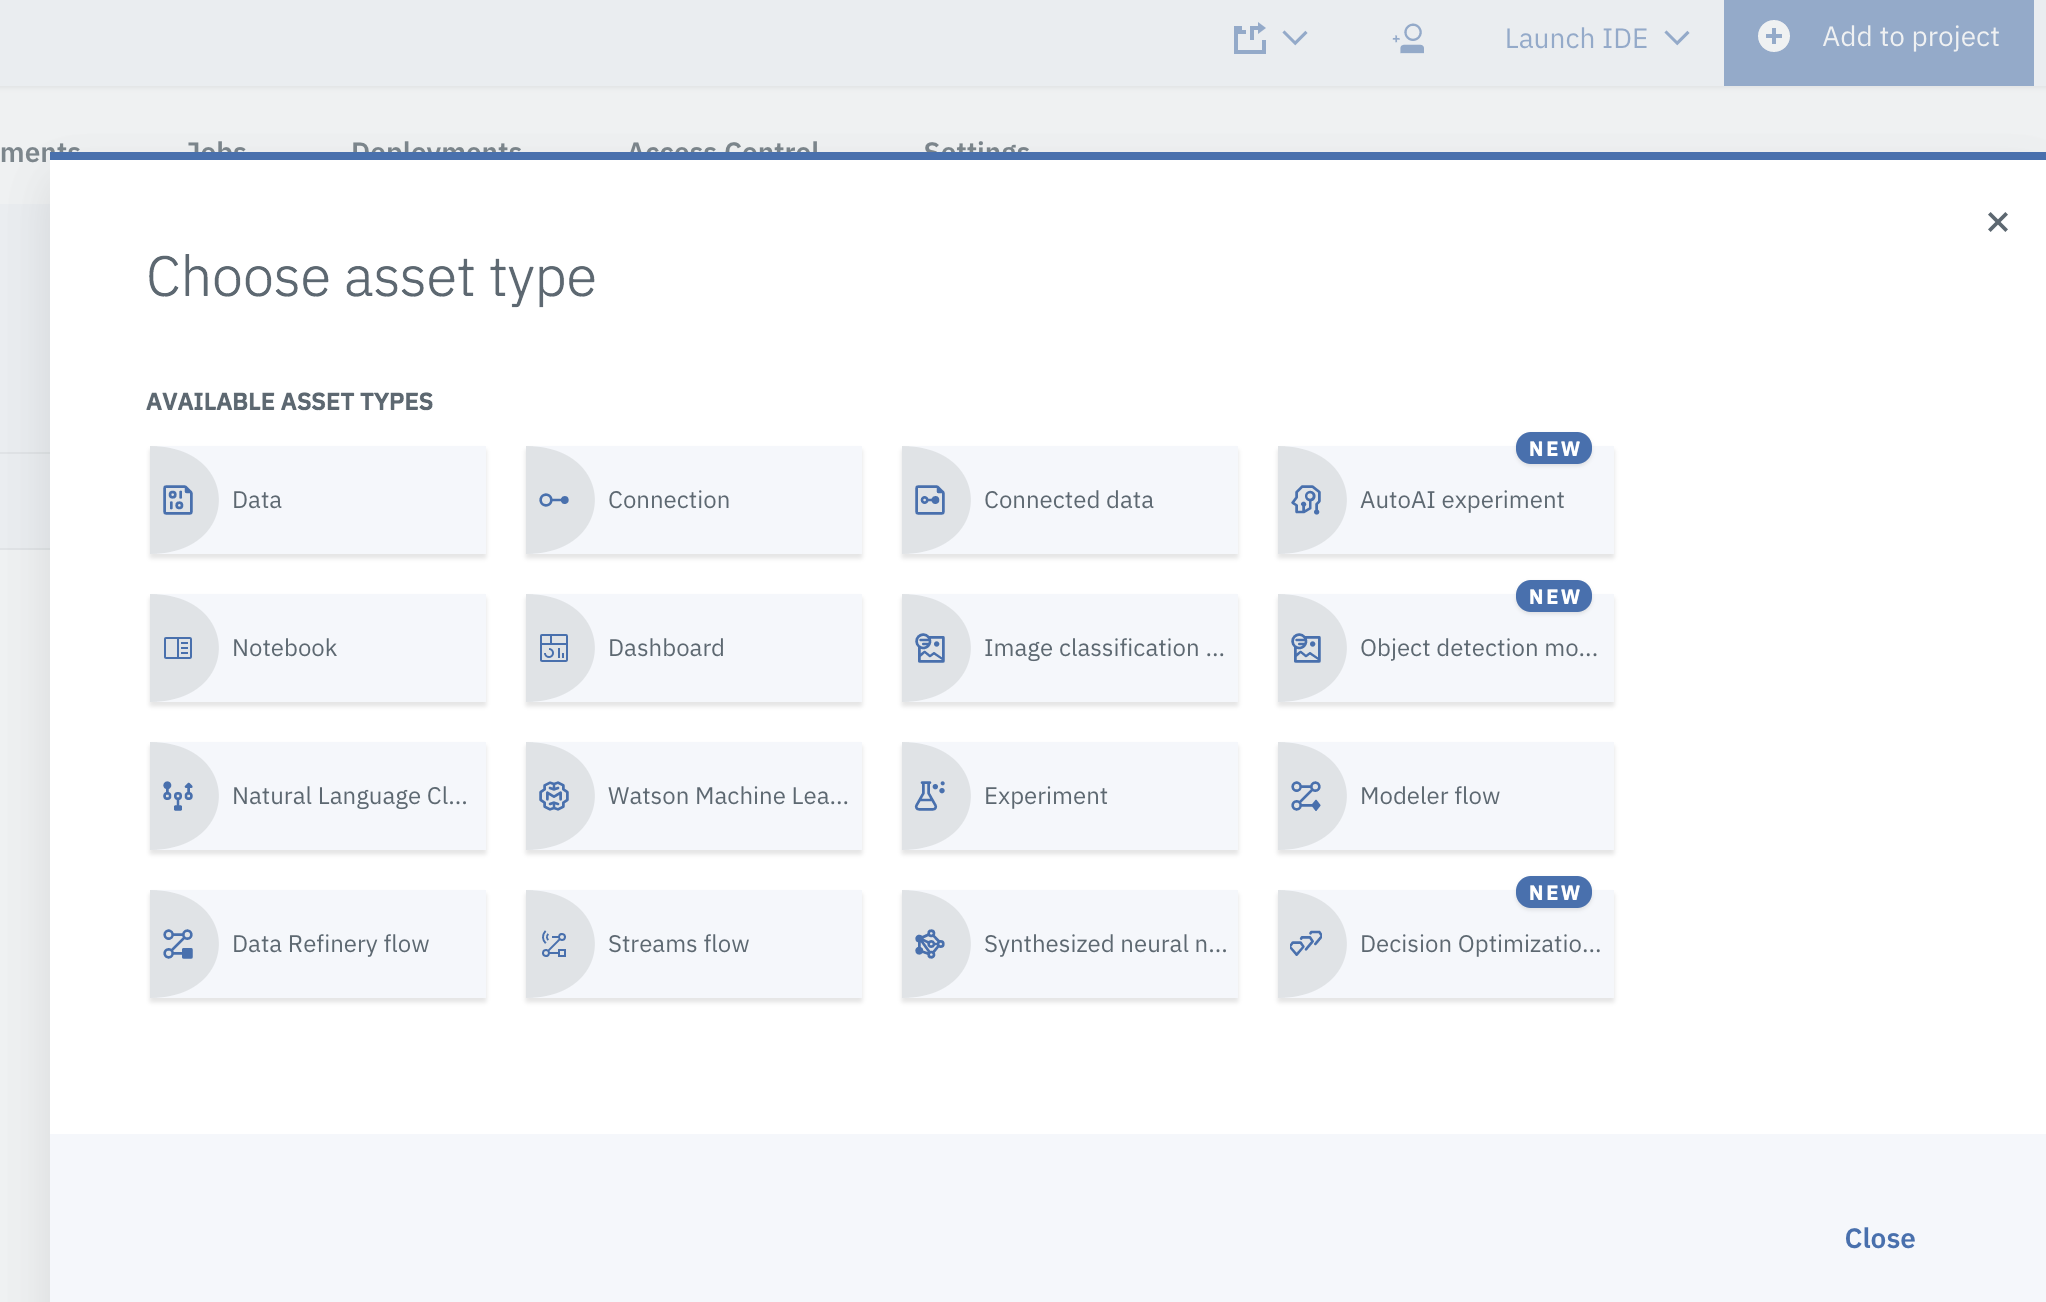 Launch IDE
Add to project
ments Jobs Deployments Access Control Settings
Choose asset type
AVAILABLE ASSET TYPES
Data
Connection
Connected data
NEW
AutoAI experiment
Notebook
Dashboard
Image classification ...
NEW
Object detection mo...
Natural Language Cl...
Watson Machine Lea...
Experiment
Modeler flow
Data Refinery flow
Streams flow
Synthesized neural n...
NEW
Decision Optimizatio...
Close